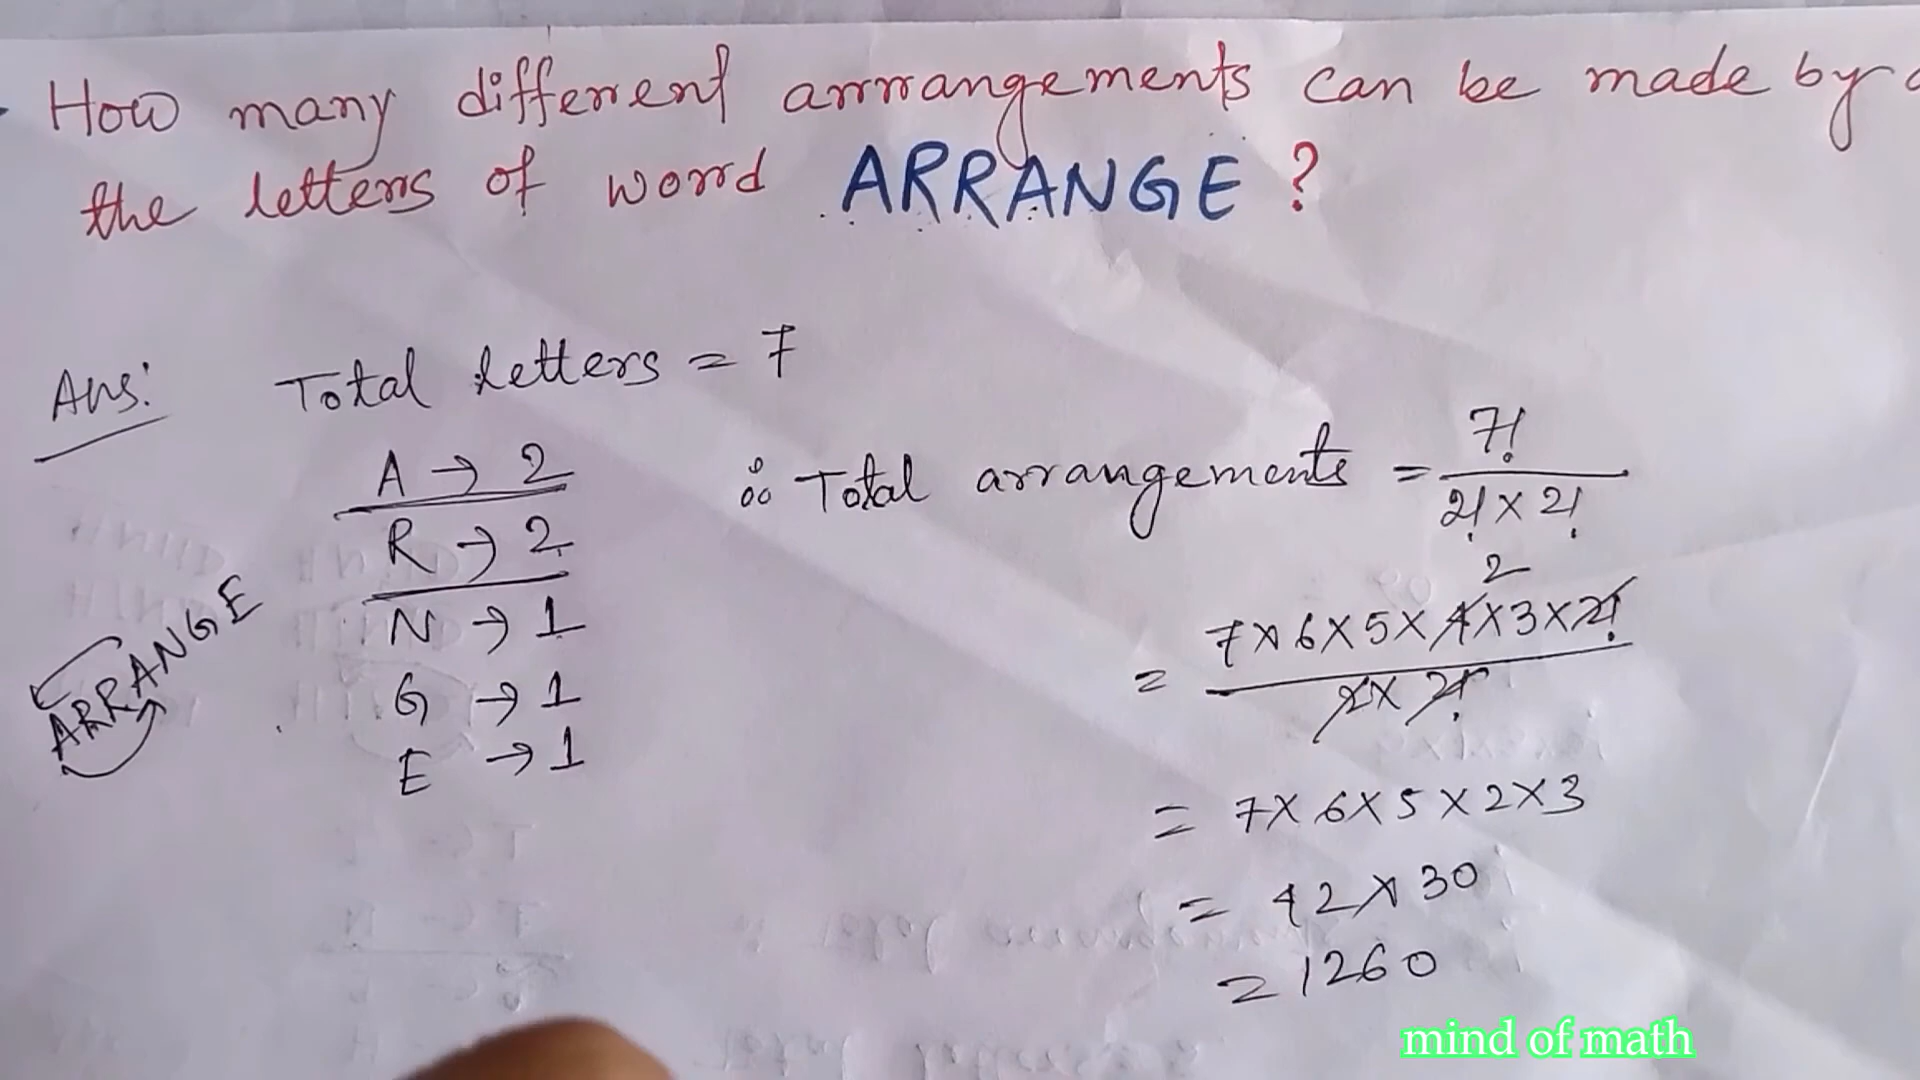 How many different arrangements can be made by
the letters of word ARRANGE ?
Ans: Total letters = 7
A → 2
R → 2
N → 1
G → 1
E → 1
ARRANGE
∴ Total arrangements = 7! / 2! × 2!
= 7×6×5×4×3×2! / 2×2!
2
= 7×6×5×2×3
= 42×30
= 1260
mind of math